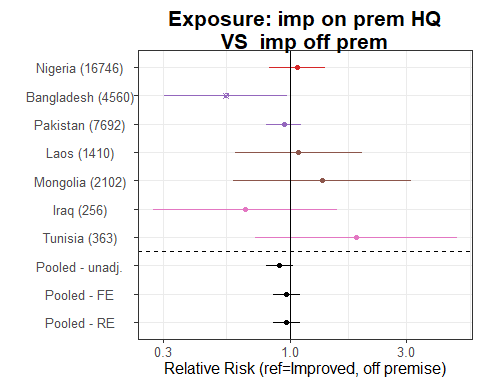 Exposure: imp on prem HQ
VS imp off prem
Nigeria (16746)
Bangladesh (4560)
Pakistan (7692)
Laos (1410)
Mongolia (2102)
Iraq (256)
Tunisia (363)
Pooled - unadj.
Pooled - FE
Pooled - RE
0.3 1.0 3.0
Relative Risk (ref=Improved, off premise)